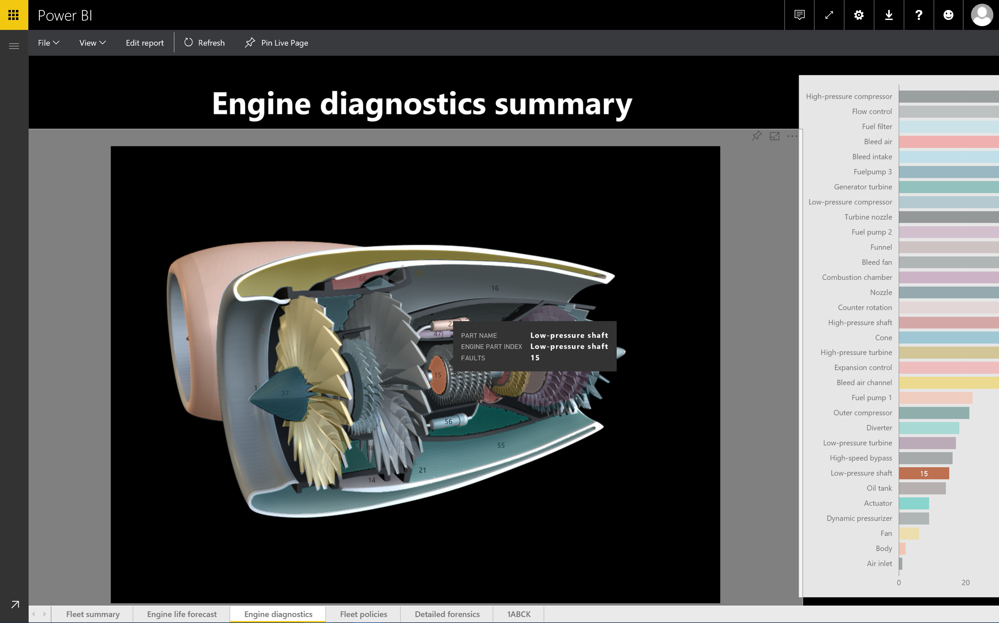 Power BI
File View Edit report Refresh Pin Live Page
Engine diagnostics summary
66
16
2
47
PART NAME Low-pressure shaft
ENGINE PART INDEX Low-pressure shaft
FAULTS 15
15
1
37
56
46
55
21
14
High-pressure compressor
Flow control
Fuel filter
Bleed air
Bleed intake
Fuelpump 3
Generator turbine
Low-pressure compressor
Turbine nozzle
Fuel pump 2
Funnel
Bleed fan
Combustion chamber
Nozzle
Counter rotation
High-pressure shaft
Cone
High-pressure turbine
Expansion control
Bleed air channel
Fuel pump 1
Outer compressor
Diverter
Low-pressure turbine
High-speed bypass
Low-pressure shaft 15
Oil tank
Actuator
Dynamic pressurizer
Fan
Body
Air inlet
0 20
Fleet summary Engine life forecast Engine diagnostics Fleet policies Detailed forensics 1ABCK